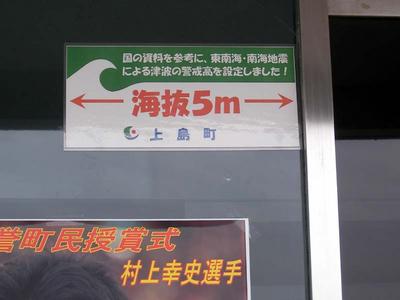 国の資料を参考に、東南海・南海地震
による津波の警戒高を設定しました！
海抜5m
上島町
誉町民授賞式
村上幸史選手